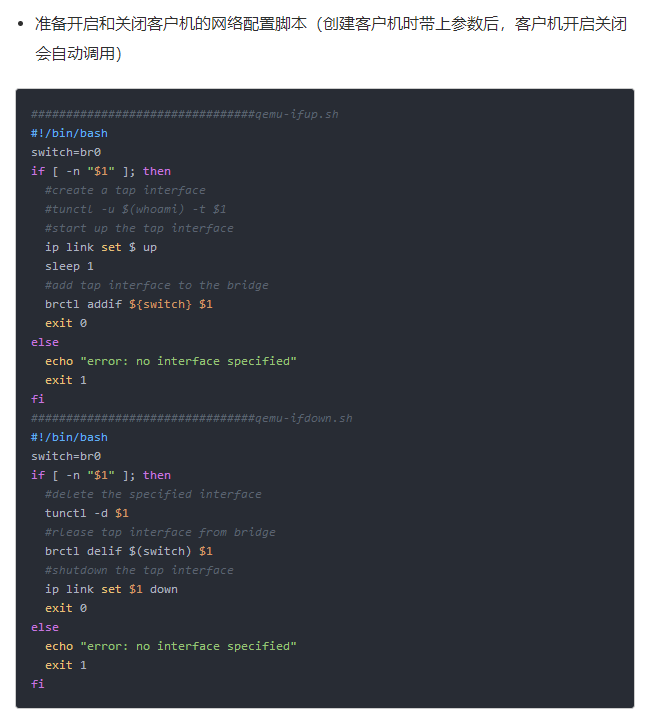 准备开启和关闭客户机的网络配置脚本（创建客户机时带上参数后，客户机开启关闭
会自动调用）
################################qemu-ifup.sh
#!/bin/bash
switch=br0
if [ -n "$1" ]; then
  #create a tap interface
  #tunctl -u $(whoami) -t $1
  #start up the tap interface
  ip link set $ up
  sleep 1
  #add tap interface to the bridge
  brctl addif ${switch} $1
  exit 0
else
  echo "error: no interface specified"
  exit 1
fi
################################qemu-ifdown.sh
#!/bin/bash
switch=br0
if [ -n "$1" ]; then
  #delete the specified interface
  tunctl -d $1
  #rlease tap interface from bridge
  brctl delif $(switch) $1
  #shutdown the tap interface
  ip link set $1 down
  exit 0
else
  echo "error: no interface specified"
  exit 1
fi